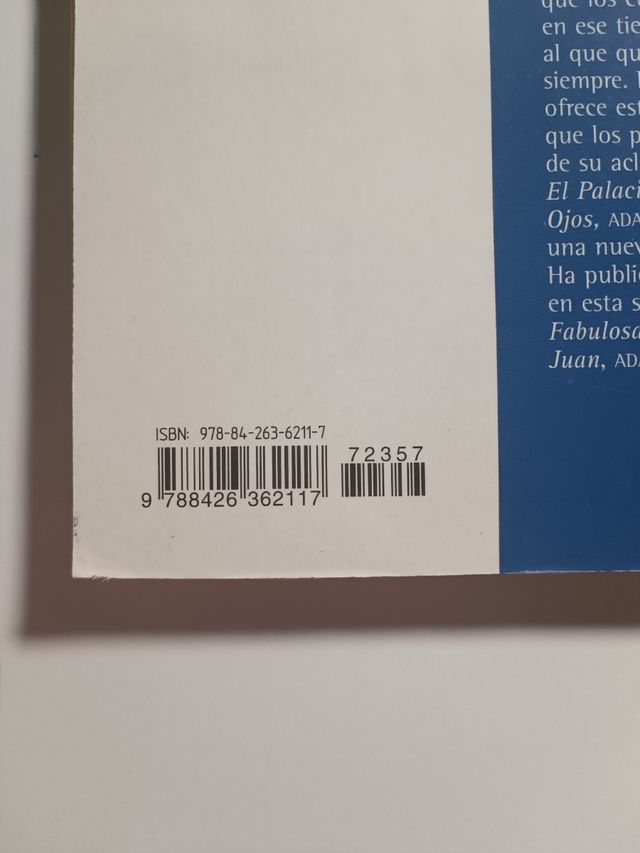 que los
en ese
al que
siempre.
ofrece
que los
de su
El
Ojos,
una
Ha
en esta
Juan,
ISBN: 978-84-263-6211-7
72357
9 788426 362117